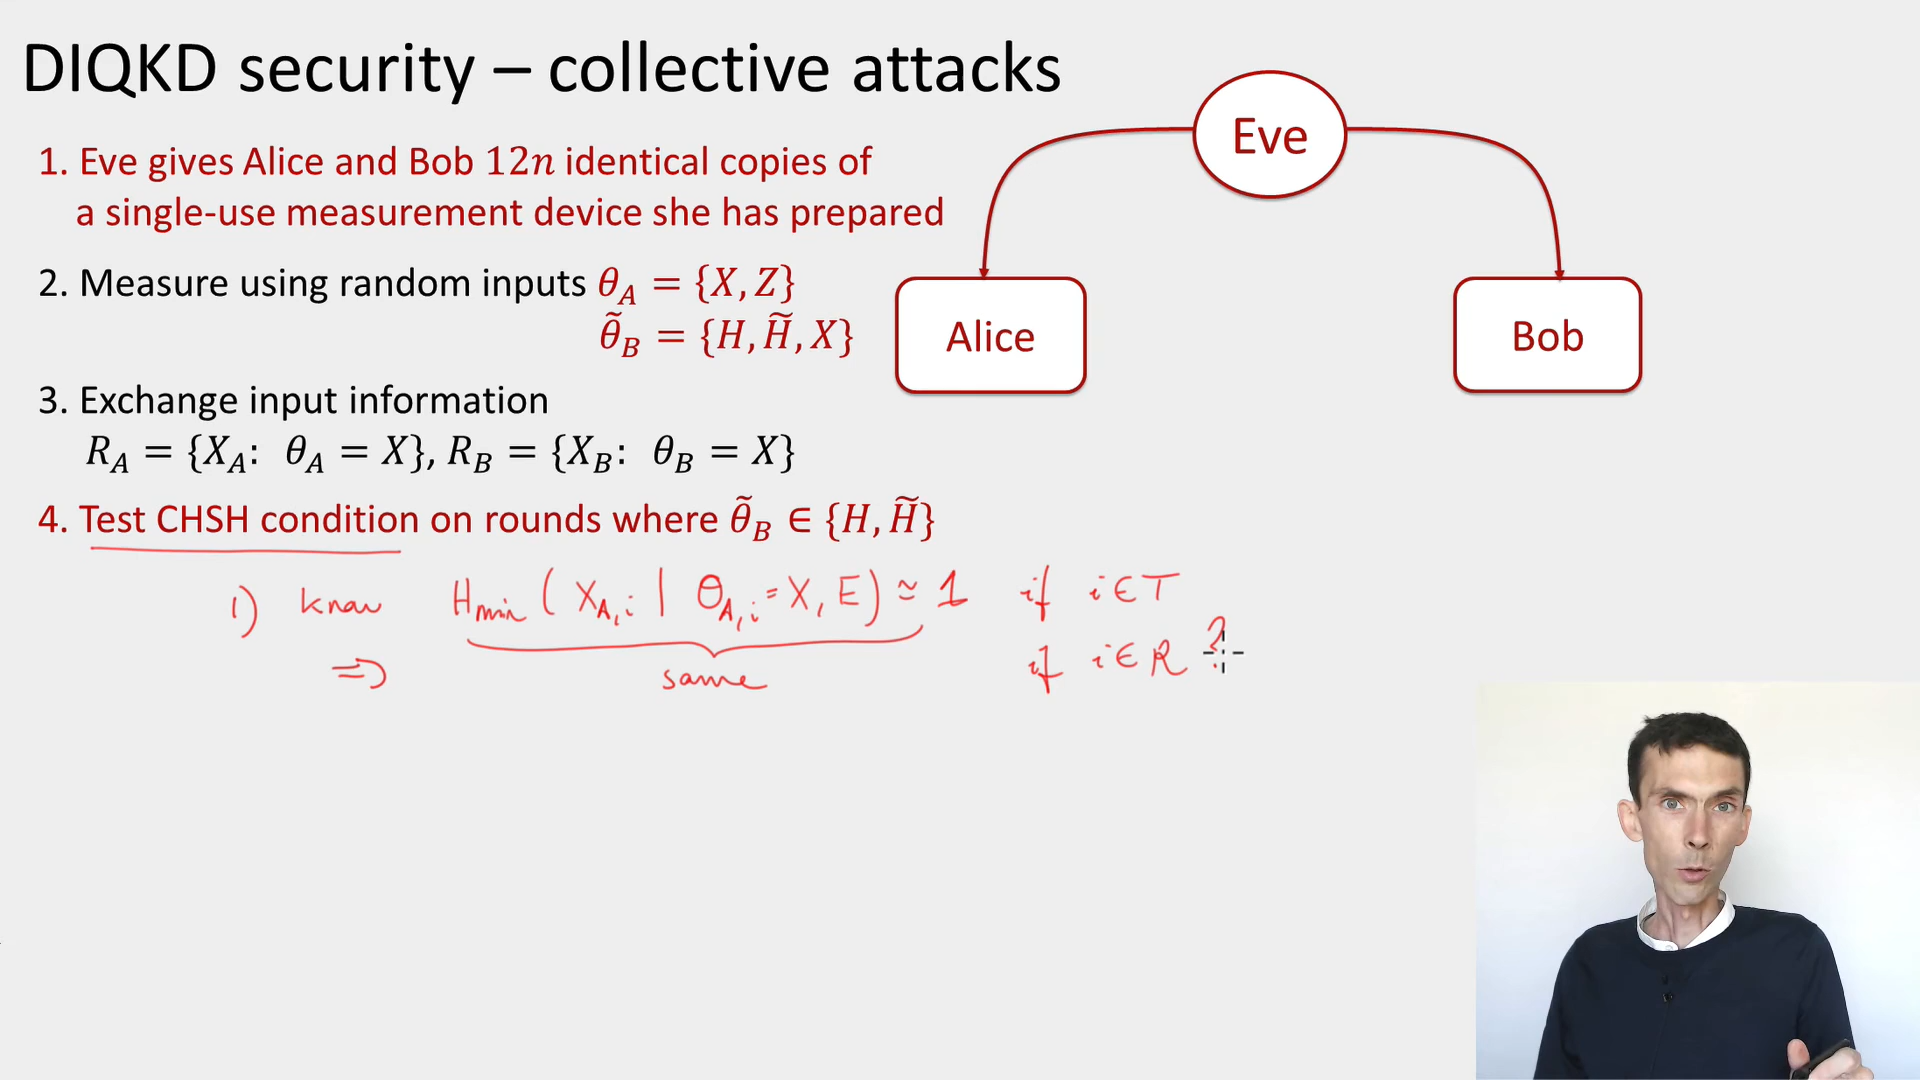 DIQKD security – collective attacks
Eve
1. Eve gives Alice and Bob 12n identical copies of
a single-use measurement device she has prepared
2. Measure using random inputs θ_A = {X, Z}
θ̃_B = {H, H̃, X}
Alice
Bob
3. Exchange input information
R_A = {X_A: θ_A = X}, R_B = {X_B: θ_B = X}
4. Test CHSH condition on rounds where θ̃_B ∈ {H, H̃}
1) know H_min ( X_A,i | θ_A,i = X, E) ≃ 1 if i ∈ T
⇒ same if i ∈ R ?